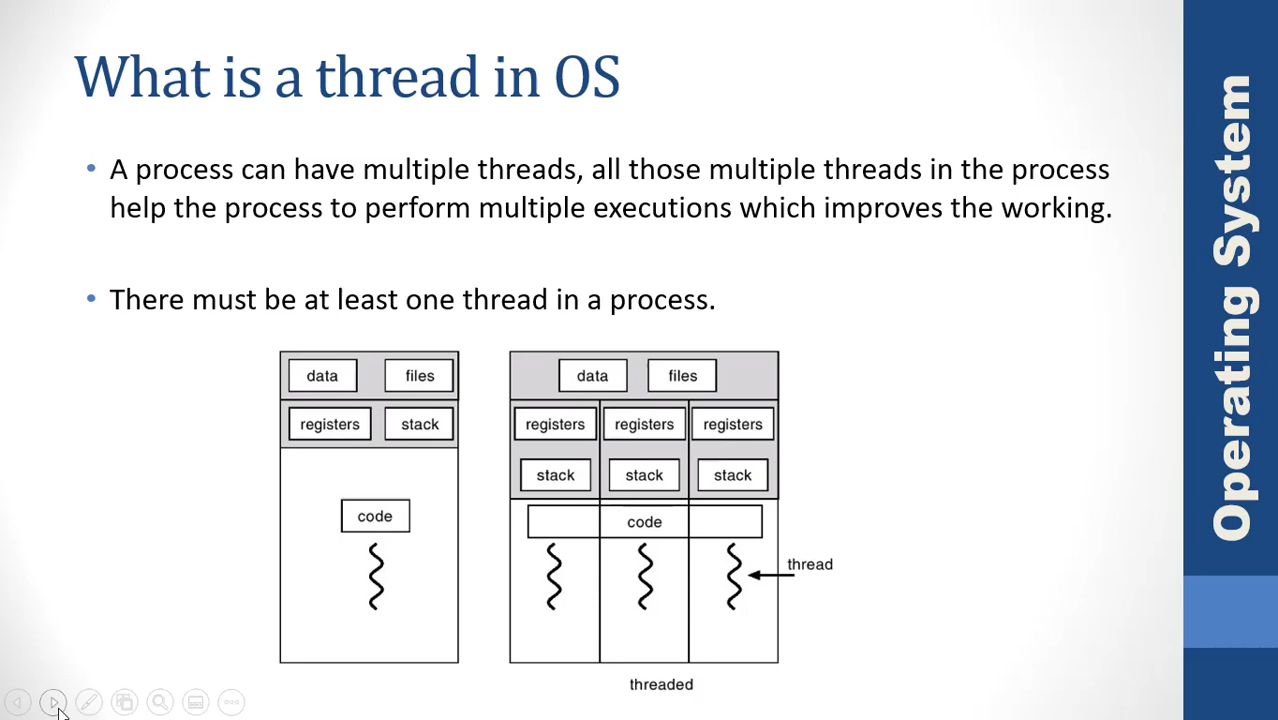 What is a thread in OS
• A process can have multiple threads, all those multiple threads in the process
help the process to perform multiple executions which improves the working.
• There must be at least one thread in a process.
data files
registers stack
code
data files
registers registers registers
stack stack stack
code
thread
threaded
Operating System